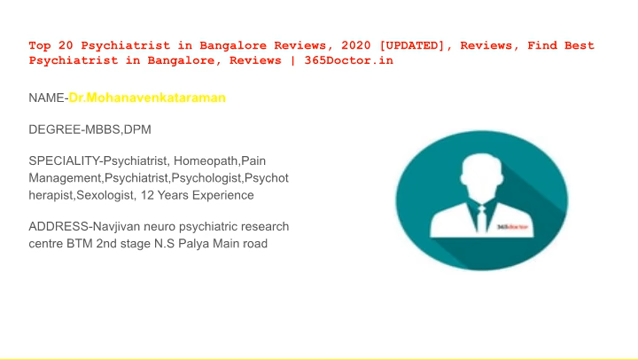 Top 20 Psychiatrist in Bangalore Reviews, 2020 [UPDATED], Reviews, Find Best
Psychiatrist in Bangalore, Reviews | 365Doctor.in
NAME-Dr.Mohanavenkataraman
DEGREE-MBBS,DPM
SPECIALITY-Psychiatrist, Homeopath,Pain
Management,Psychiatrist,Psychologist,Psychot
herapist,Sexologist, 12 Years Experience
ADDRESS-Navjivan neuro psychiatric research
centre BTM 2nd stage N.S Palya Main road
365doctor